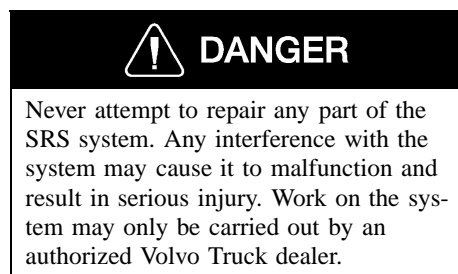 DANGER
Never attempt to repair any part of the
SRS system. Any interference with the
system may cause it to malfunction and
result in serious injury. Work on the sys-
tem may only be carried out by an
authorized Volvo Truck dealer.